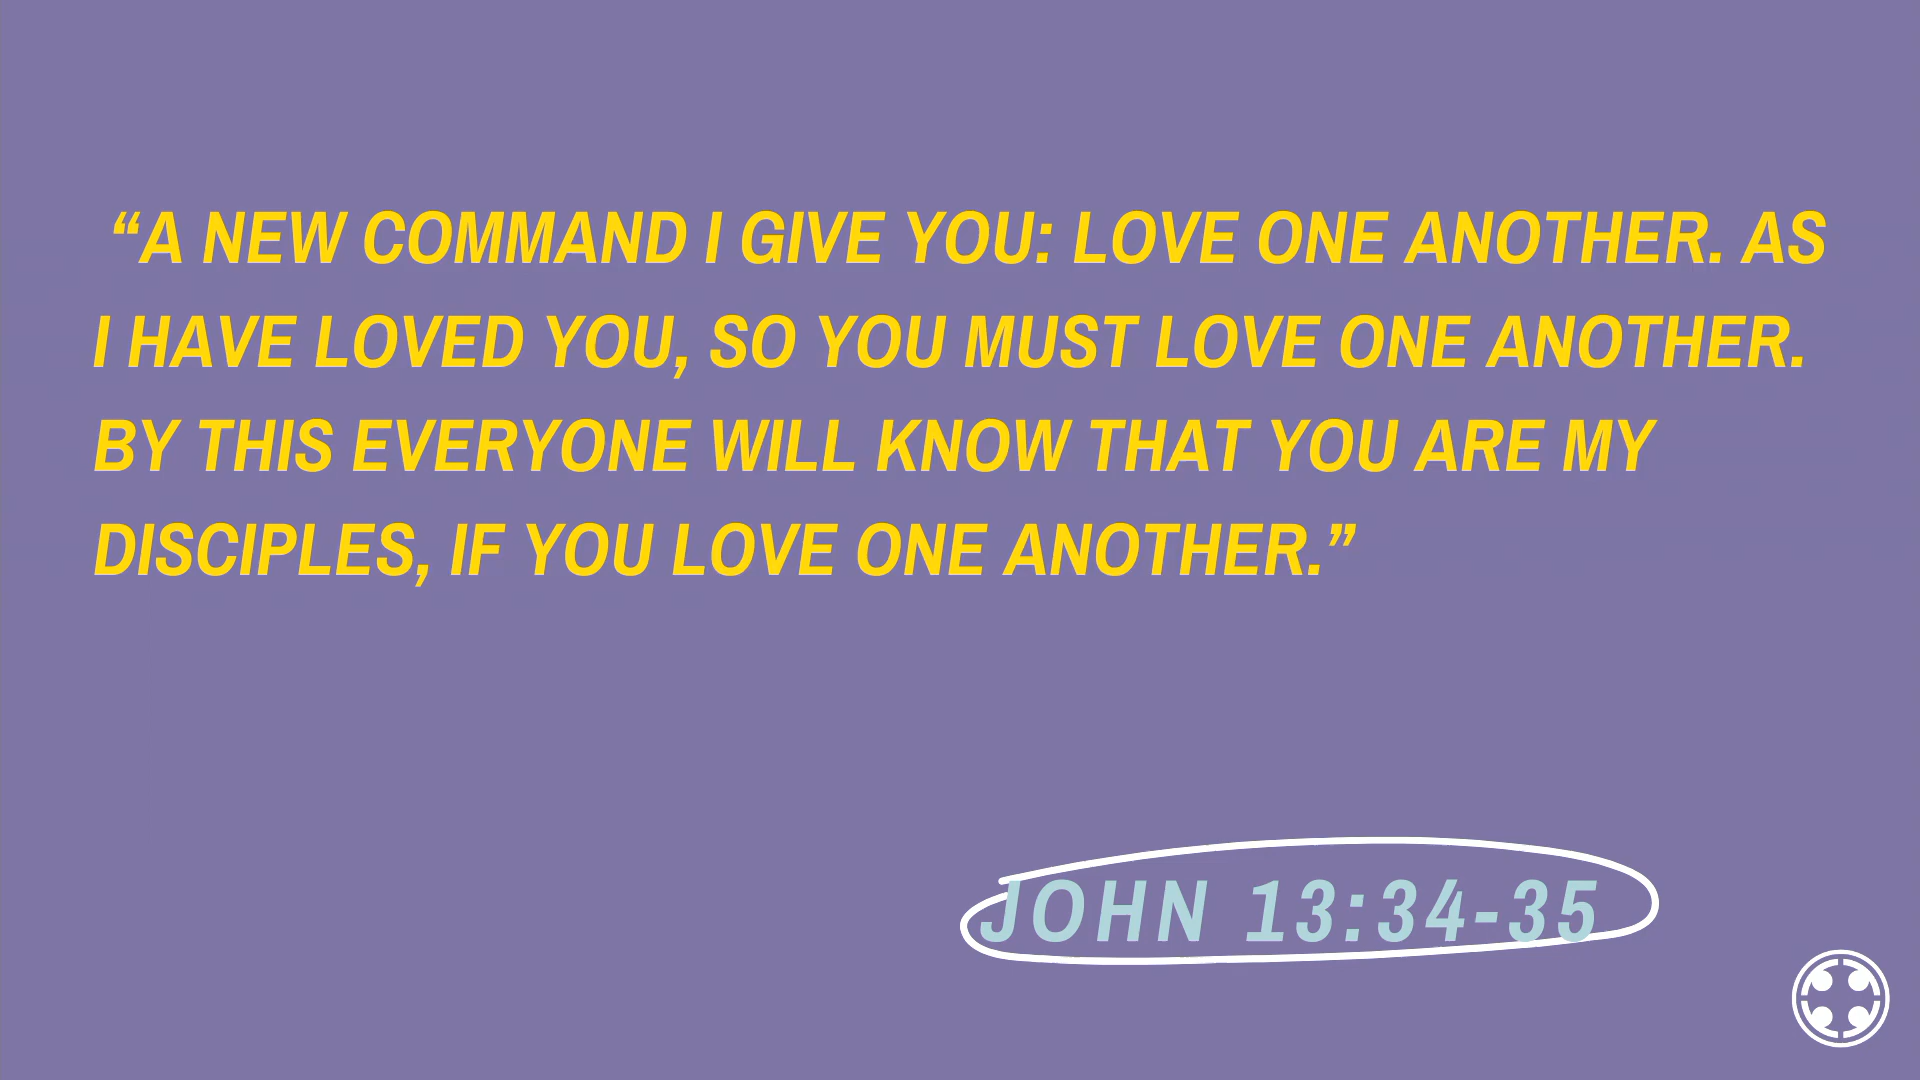 “A NEW COMMAND I GIVE YOU: LOVE ONE ANOTHER. AS
I HAVE LOVED YOU, SO YOU MUST LOVE ONE ANOTHER.
BY THIS EVERYONE WILL KNOW THAT YOU ARE MY
DISCIPLES, IF YOU LOVE ONE ANOTHER.”
JOHN 13:34-35